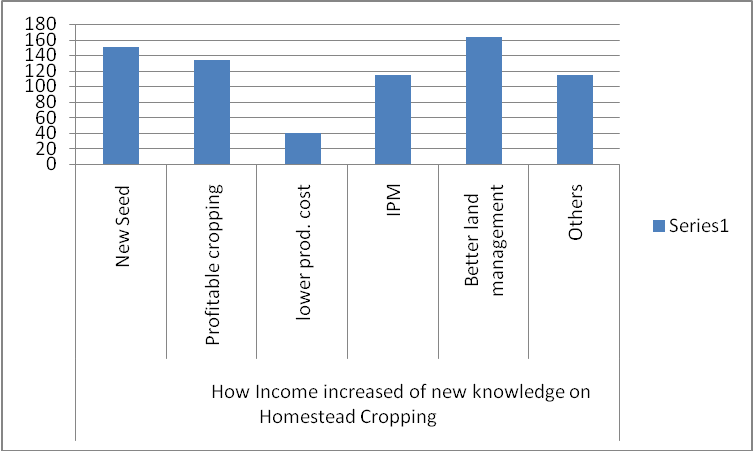 180
160
140
120
100
80
60
40
20
0
New Seed
Profitable cropping
lower prod. cost
IPM
Better land
management
Others
Series1
How Income increased of new knowledge on
Homestead Cropping